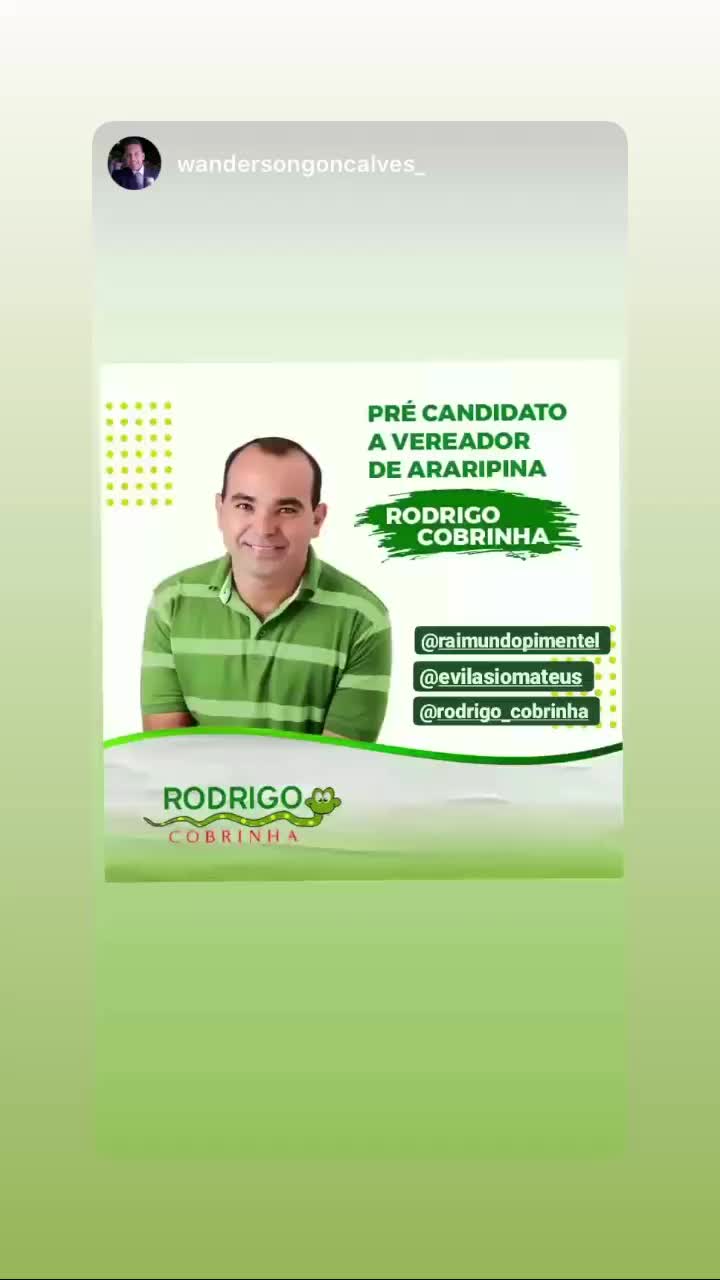 wandersongoncalves_
PRÉ CANDIDATO
A VEREADOR
DE ARARIPINA
RODRIGO
COBRINHA
@raimundopimentel
@evilasiomateus
@rodrigo_cobrinha
RODRIGO
COBRINHA